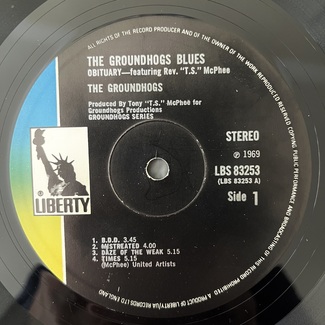 ALL RIGHTS OF THE RECORD PRODUCER AND OF THE OWNER OF THE WORK REPRODUCED RESERVED
THE GROUNDHOGS BLUES
OBITUARY—featuring Rev. "T.S." McPhee
THE GROUNDHOGS
Produced by Tony "T.S." McPhee for
Groundhogs Productions
GROUNDHOGS SERIES
STEREO
℗ 1969
LBS 83253
(LBS 83253 A)
Side 1
LIBERTY
1. B.D.D. 3.45
2. MISTREATED 4.00
3. DAZE OF THE WEAK 5.15
4. TIMES 5.15
(McPhee) United Artists
A PRODUCT OF LIBERTY/UA RECORDS LTD ENGLAND
PUBLIC PERFORMANCE AND BROADCASTING OF THIS RECORD PROHIBITED